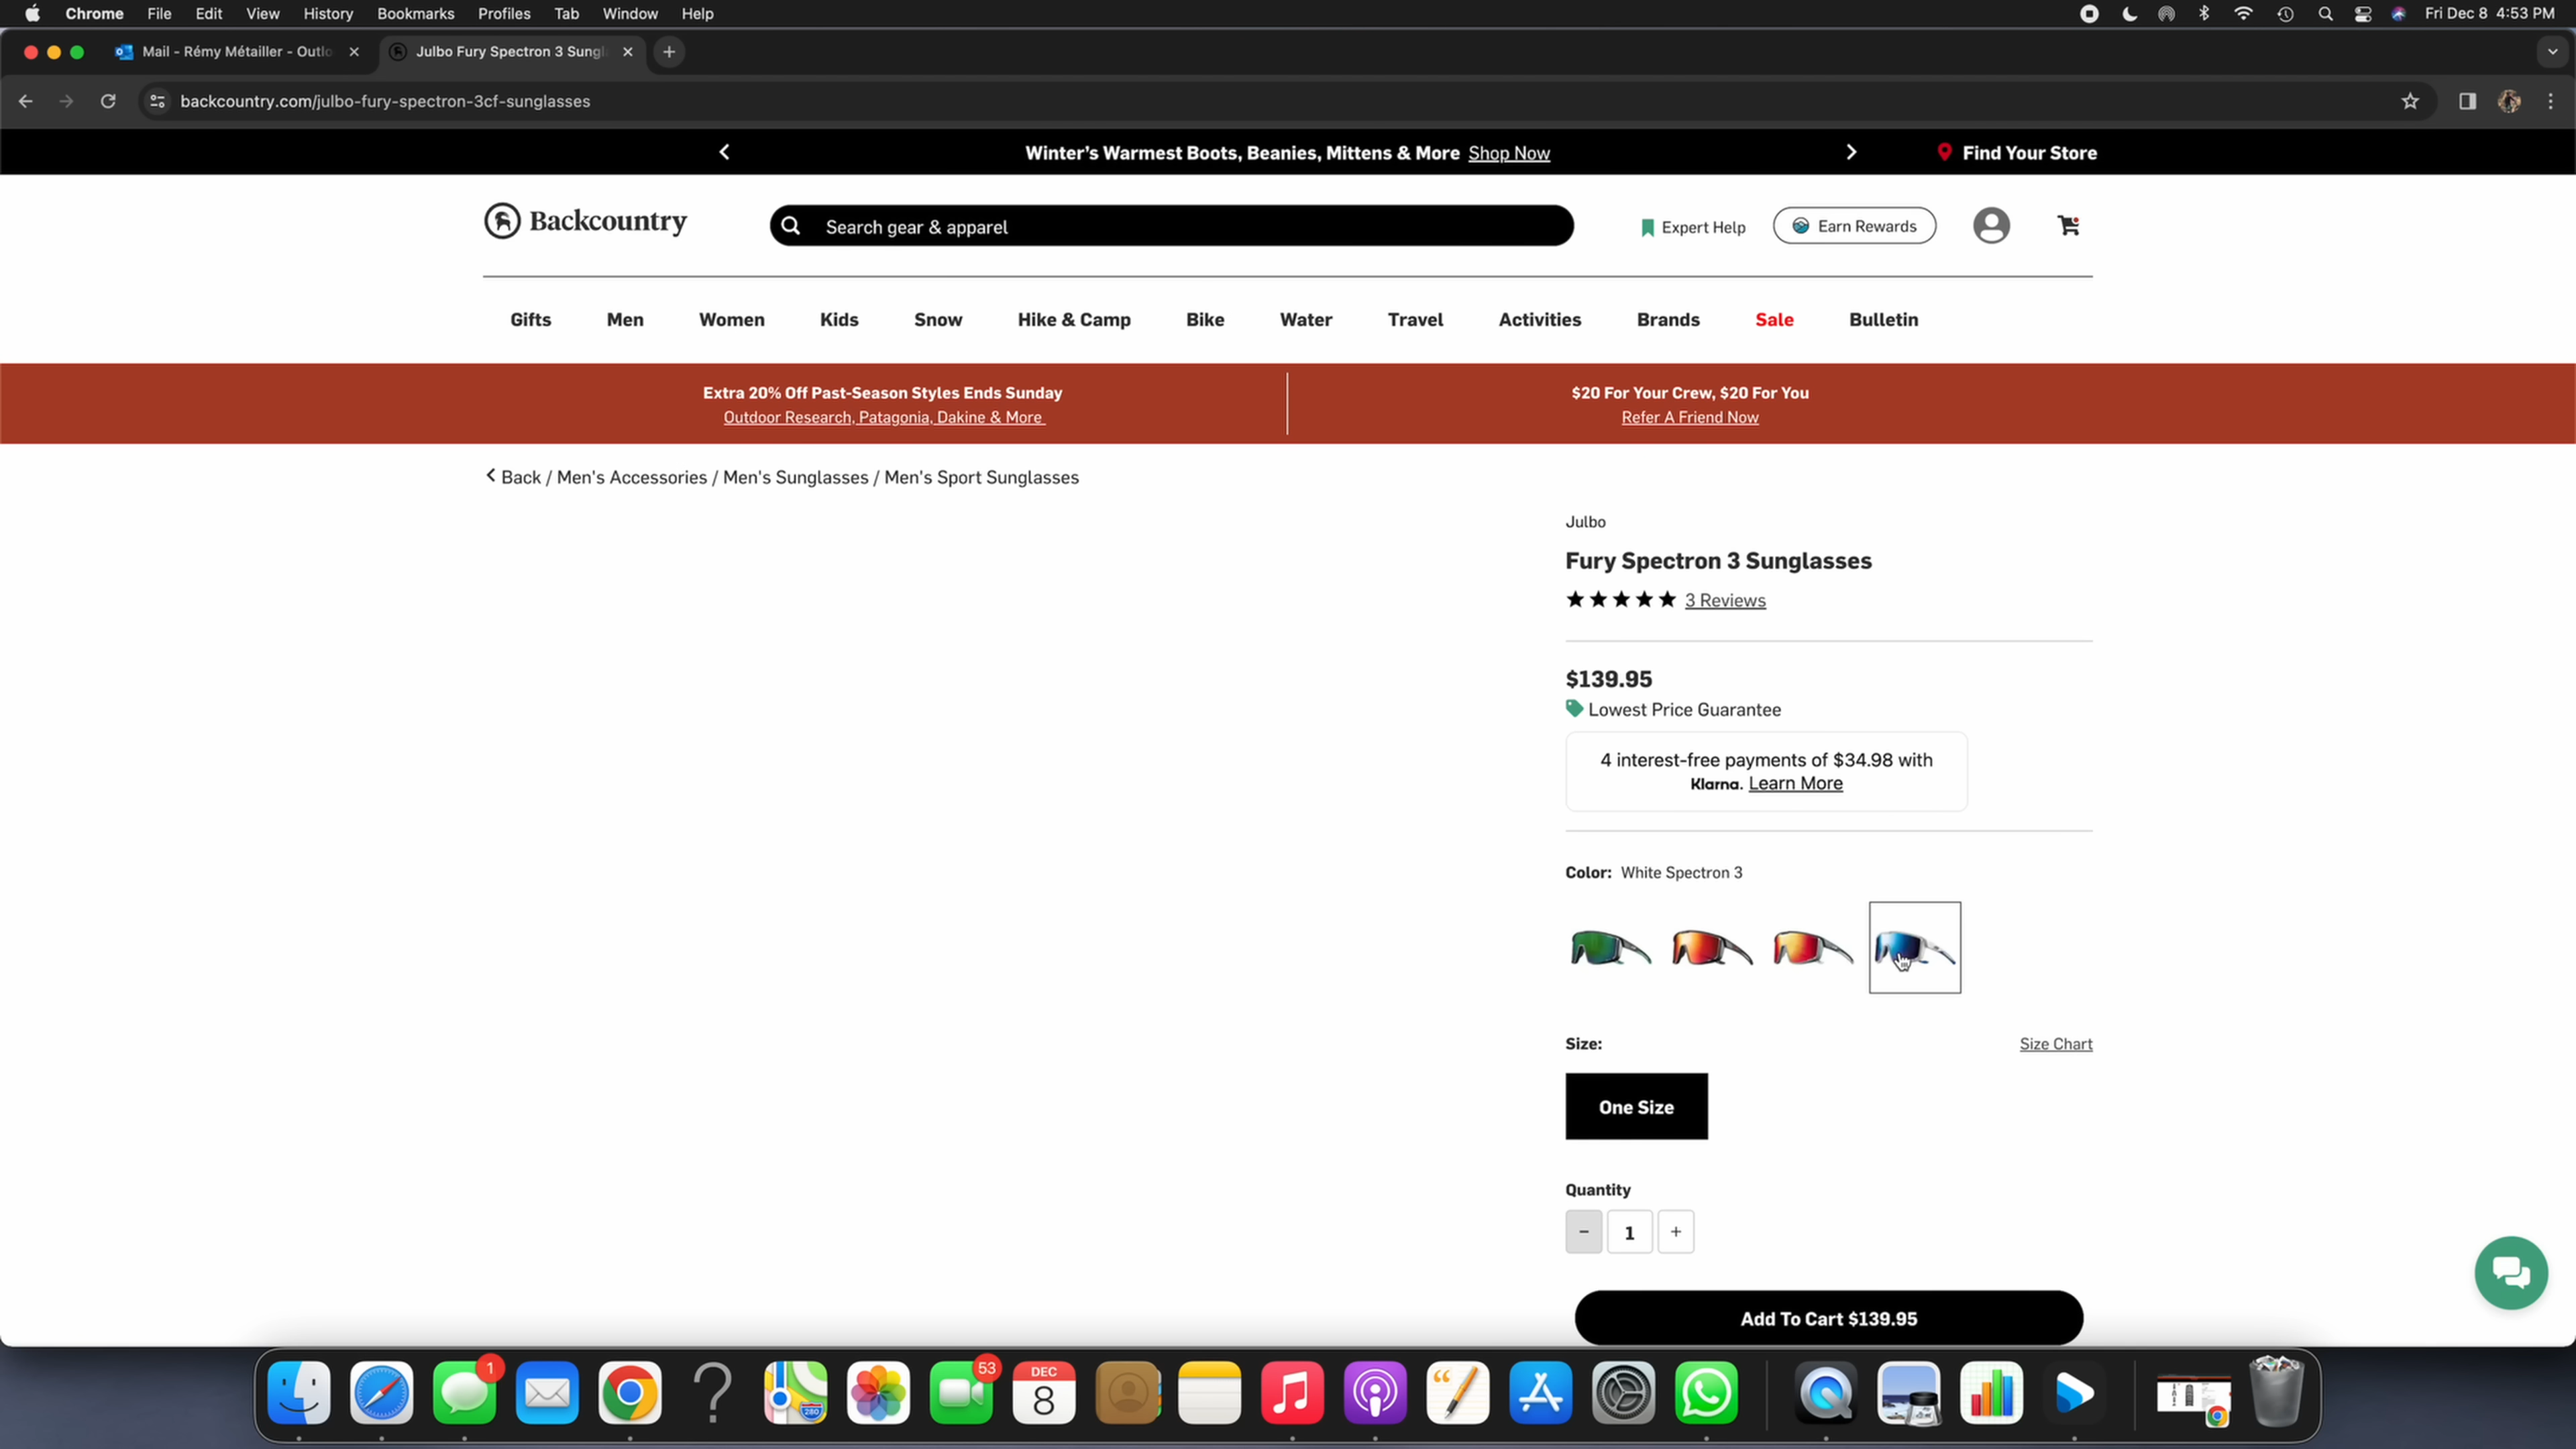 Chrome File Edit View History Bookmarks Profiles Tab Window Help
Fri Dec 8 4:53 PM
Mail - Rémy Métailler - Outlo
Julbo Fury Spectron 3 Sungl
backcountry.com/julbo-fury-spectron-3cf-sunglasses
Winter's Warmest Boots, Beanies, Mittens & More Shop Now
Find Your Store
Backcountry
Search gear & apparel
Expert Help
Earn Rewards
Gifts Men Women Kids Snow Hike & Camp Bike Water Travel Activities Brands Sale Bulletin
Extra 20% Off Past-Season Styles Ends Sunday
Outdoor Research, Patagonia, Dakine & More
$20 For Your Crew, $20 For You
Refer A Friend Now
Back / Men's Accessories / Men's Sunglasses / Men's Sport Sunglasses
Julbo
Fury Spectron 3 Sunglasses
3 Reviews
$139.95
Lowest Price Guarantee
4 interest-free payments of $34.98 with
Klarna. Learn More
Color: White Spectron 3
Size:
Size Chart
One Size
Quantity
- 1 +
Add To Cart $139.95
1
53
DEC
8
280